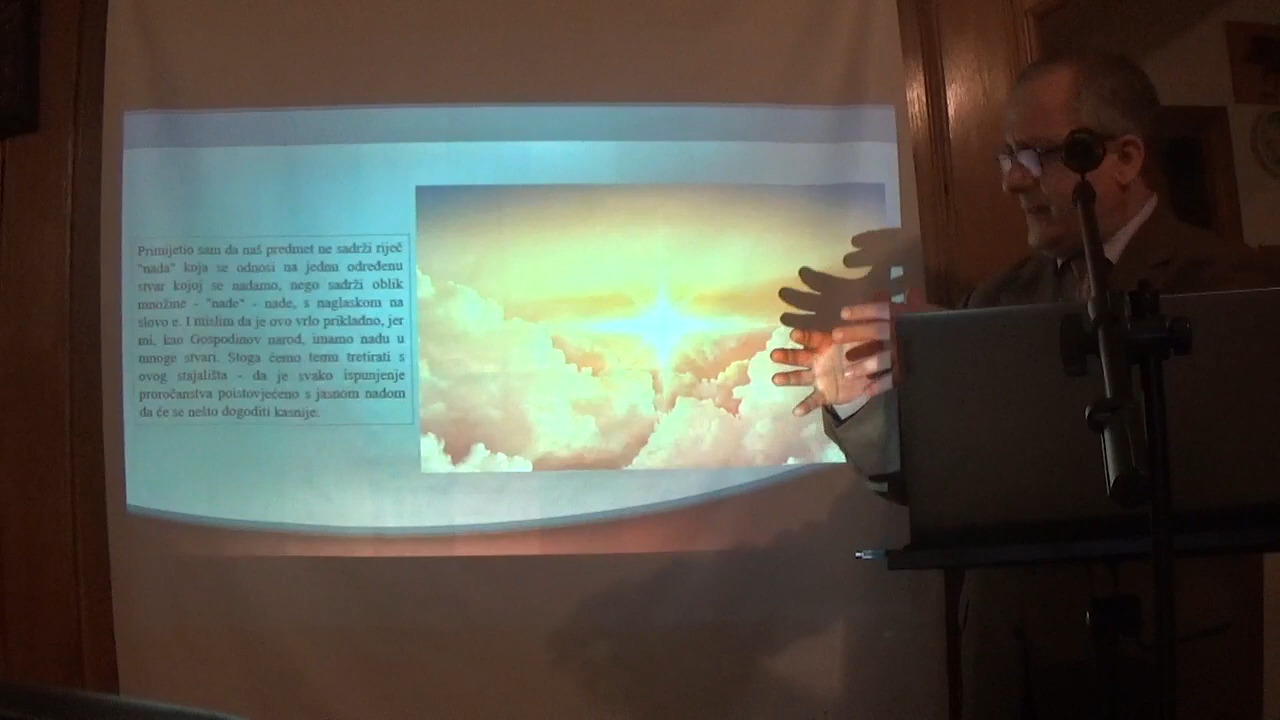 Primijetio sam da naš predmet ne sadrži riječ
"nada" koja se odnosi na jednu određenu
stvar kojoj se nadamo, nego sadrži oblik
množine - "nade" - nade, s naglaskom na
slovo e. I mislim da je ovo vrlo prikladno, jer
mi, kao Gospodinov narod, imamo nadu u
mnoge stvari. Stoga ćemo temu tretirati s
ovog stajališta - da je svako ispunjenje
proročanstva poistovjećeno s jasnom nadom
da će se nešto dogoditi kasnije.